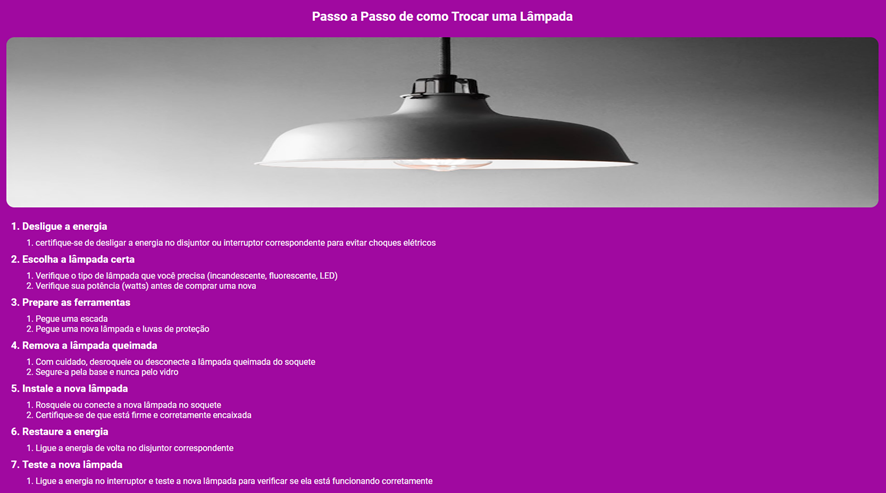 Passo a Passo de como Trocar uma Lâmpada
1. Desligue a energia
1. certifique-se de desligar a energia no disjuntor ou interruptor correspondente para evitar choques elétricos
2. Escolha a lâmpada certa
1. Verifique o tipo de lâmpada que você precisa (incandescente, fluorescente, LED)
2. Verifique sua potência (watts) antes de comprar uma nova
3. Prepare as ferramentas
1. Pegue uma escada
2. Pegue uma nova lâmpada e luvas de proteção
4. Remova a lâmpada queimada
1. Com cuidado, desroqueie ou desconecte a lâmpada queimada do soquete
2. Segure-a pela base e nunca pelo vidro
5. Instale a nova lâmpada
1. Rosqueie ou conecte a nova lâmpada no soquete
2. Certifique-se de que está firme e corretamente encaixada
6. Restaure a energia
1. Ligue a energia de volta no disjuntor correspondente
7. Teste a nova lâmpada
1. Ligue a energia no interruptor e teste a nova lâmpada para verificar se ela está funcionando corretamente